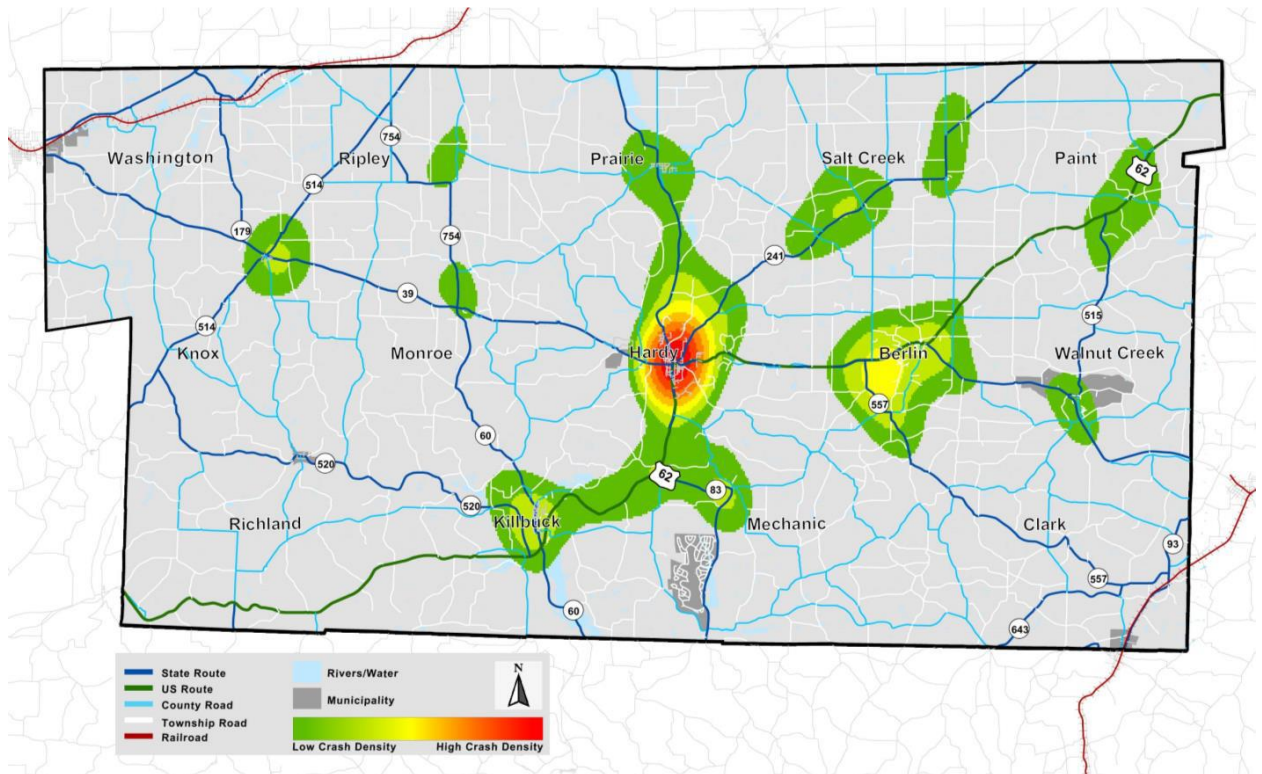 754
Washington
Ripley
Prairie
Salt Creek
Paint
62
514
179
754
241
39
515
514
Knox
Monroe
Hardy
Berlin
Walnut Creek
557
60
520
62
83
520
Richland
Killbuck
Mechanic
Clark
93
557
60
643
State Route
US Route
County Road
Township Road
Railroad
Rivers/Water
Municipality
N
Low Crash Density
High Crash Density